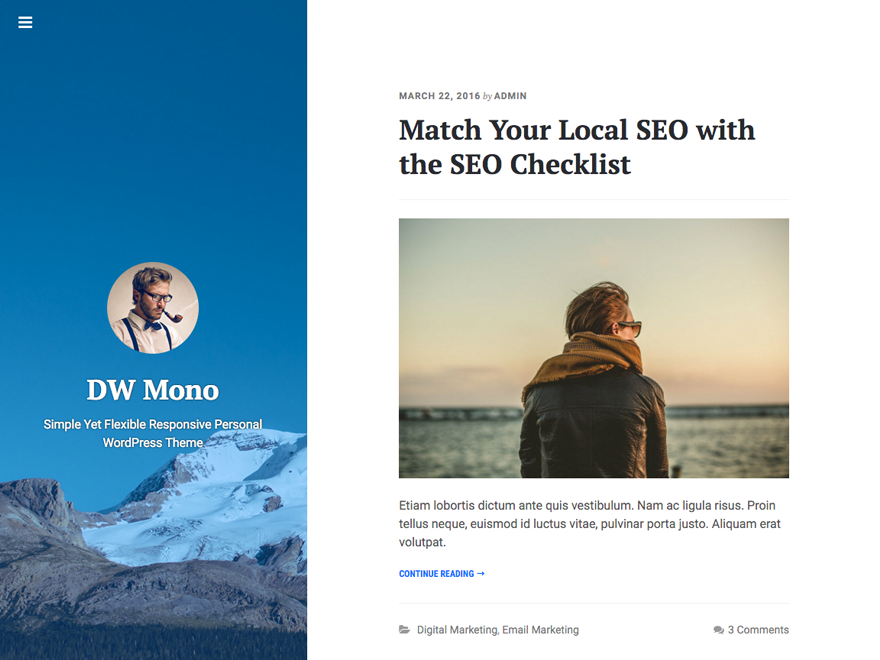 DW Mono
Simple Yet Flexible Responsive Personal
WordPress Theme
MARCH 22, 2016 by ADMIN
Match Your Local SEO with
the SEO Checklist
Etiam lobortis dictum ante quis vestibulum. Nam ac ligula risus. Proin
tellus neque, euismod id luctus vitae, pulvinar porta justo. Aliquam erat
volutpat.
CONTINUE READING →
Digital Marketing, Email Marketing
3 Comments